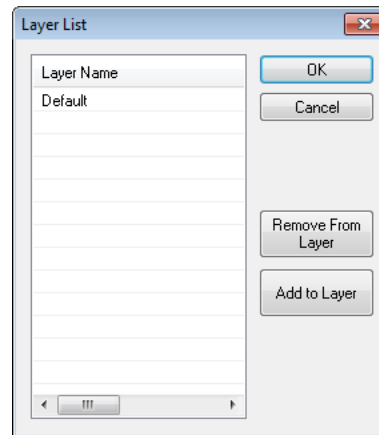 Layer List
Layer Name
Default
OK
Cancel
Remove From
Layer
Add to Layer